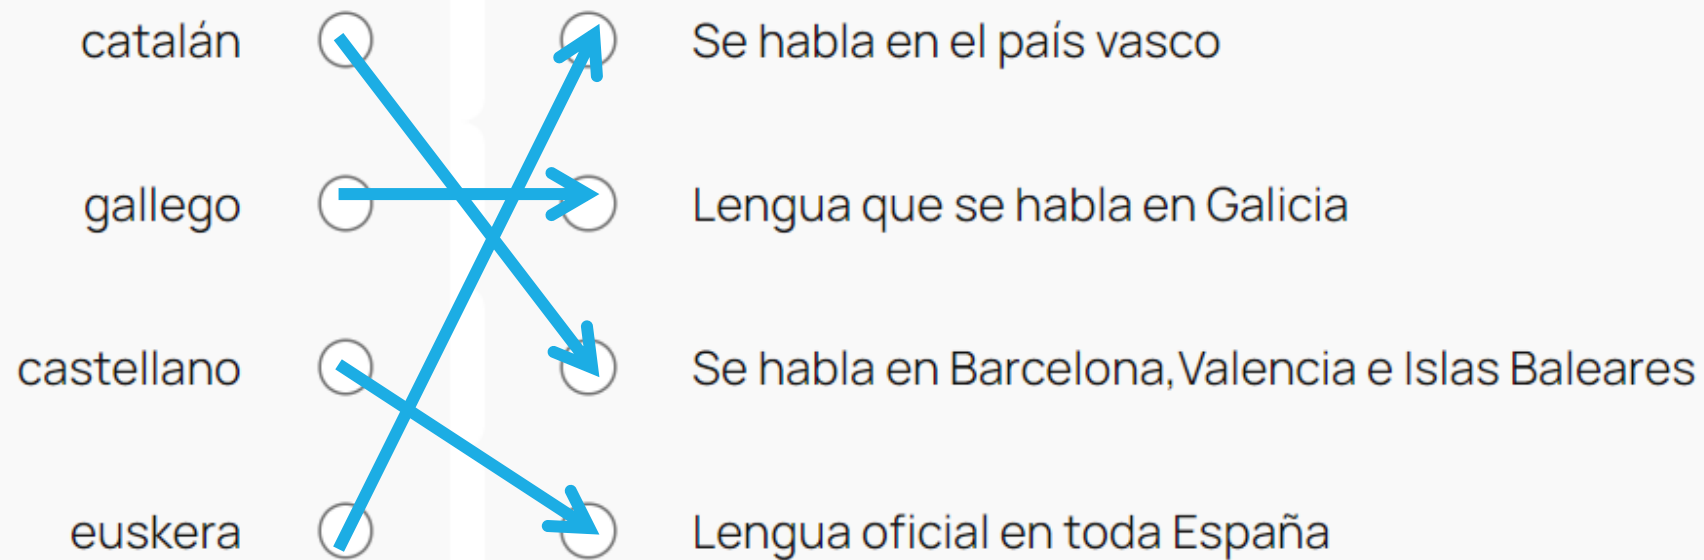 catalán Se habla en el país vasco
gallego Lengua que se habla en Galicia
castellano Se habla en Barcelona,Valencia e Islas Baleares
euskera Lengua oficial en toda España